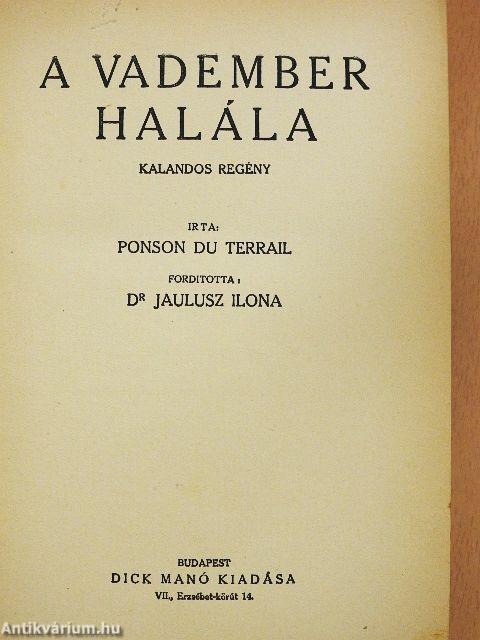 A VADEMBER
HALÁLA
KALANDOS REGÉNY
IRTA:
PONSON DU TERRAIL
FORDITOTTA:
Dᴿ JAULUSZ ILONA
BUDAPEST
DICK MANÓ KIADÁSA
VII., Erzsébet-körút 14.
Antikvárium.hu